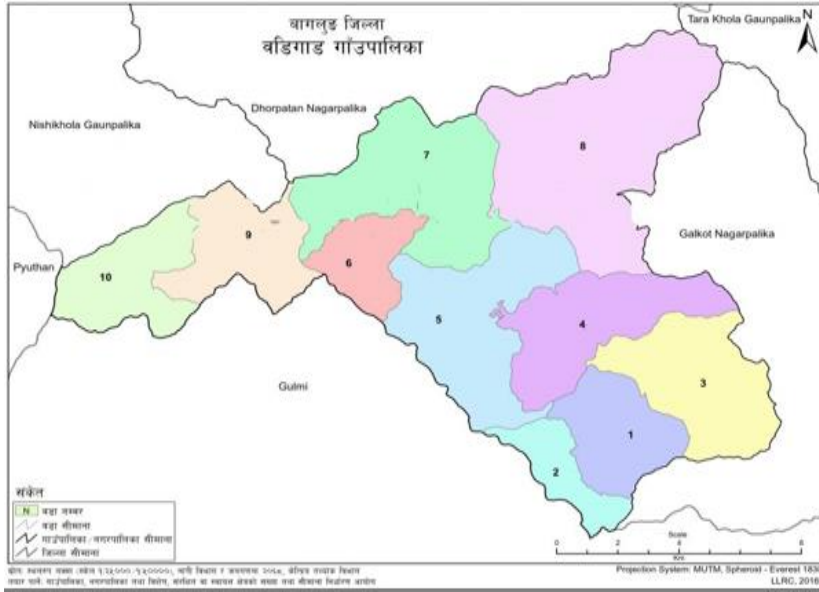 बागलुङ जिल्ला
वडिगाड गाँउपालिका
Tara Khola Gaunpalika
N
Dhorpatan Nagarpalika
Nishikhola Gaunpalika
7
8
9
Galkot Nagarpalika
Pyuthan
10
6
5
4
Gulmi
3
1
2
संकेत
N वडा नम्बर
वडा सीमाना
गाउँपालिका/नगरपालिका सीमाना
जिल्ला सीमाना
Scale
0 2 4 6
Km
Projection System: MUTM, Spheroid - Everest 1830
LLRC, 2016